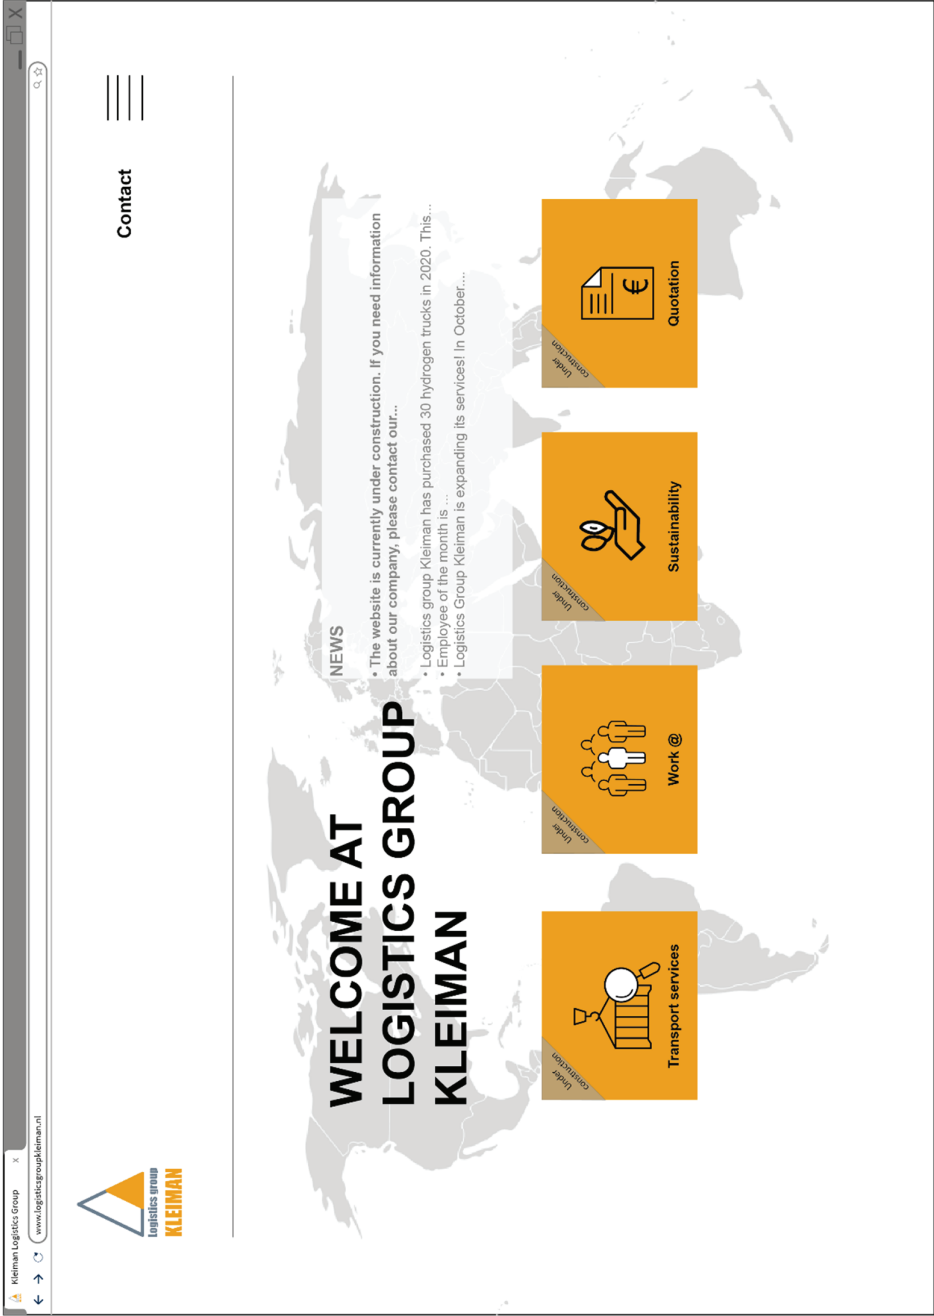 Kleiman Logistics Group X
www.logisticsgroupkleiman.nl
Logistics group
KLEIMAN
Contact
WELCOME AT
LOGISTICS GROUP
KLEIMAN
NEWS
• The website is currently under construction. If you need information
about our company, please contact our...
• Logistics group Kleiman has purchased 30 hydrogen trucks in 2020. This...
• Employee of the month is ...
• Logistics Group Kleiman is expanding its services! In October....
Under
construction
Transport services
Under
construction
Work @
Under
construction
Sustainability
Under
construction
€
Quotation